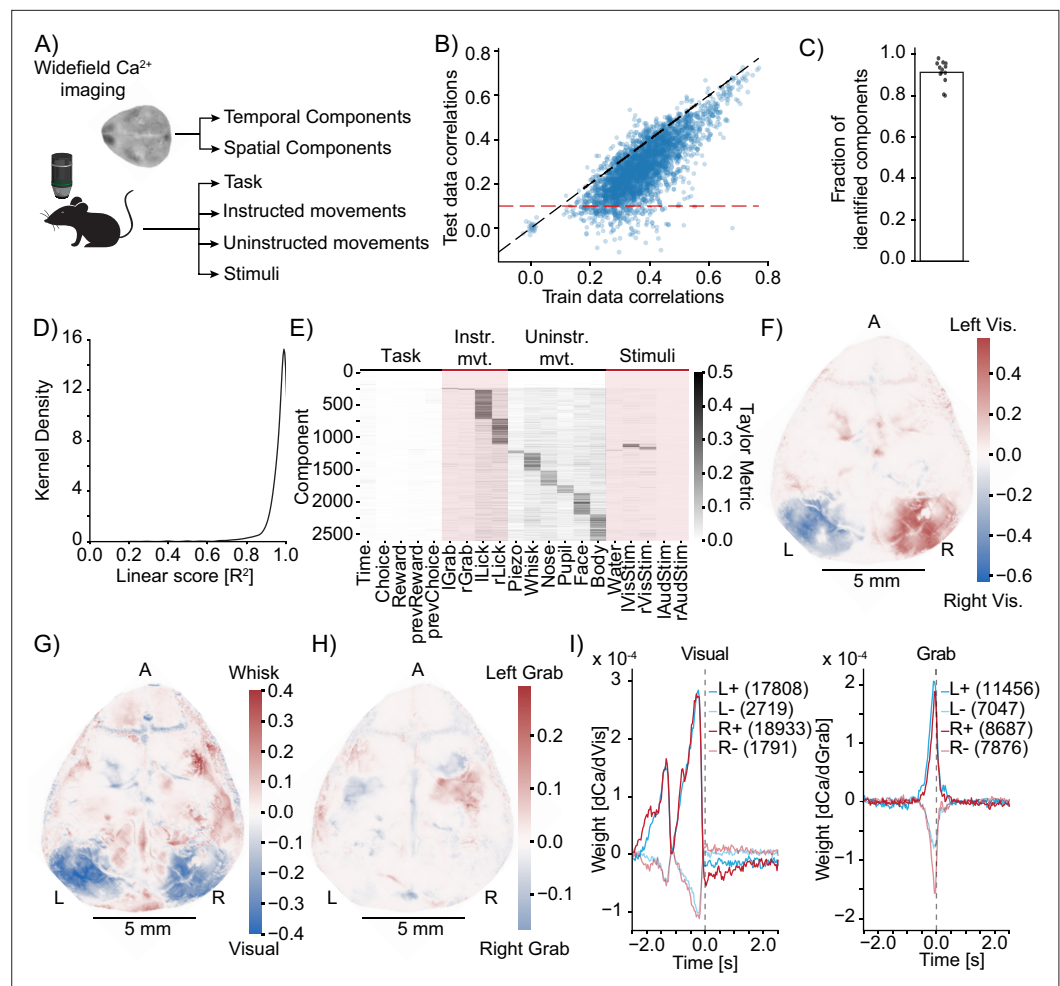 A)
Widefield Ca²⁺
imaging
Temporal Components
Spatial Components
Task
Instructed movements
Uninstructed movements
Stimuli
B)
Test data correlations
0.8
0.6
0.4
0.2
0.0
0.0
0.2
0.4
0.6
0.8
Train data correlations
C)
Fraction of
identified components
1.0
0.8
0.6
0.4
0.2
0.0
D)
Kernel Density
16
12
8
4
0
0.0
0.2
0.4
0.6
0.8
1.0
Linear score [R²]
E)
Task
Instr.
mvt.
Uninstr.
mvt.
Stimuli
Component
0
500
1000
1500
2000
2500
Time
Choice
Reward
prevReward
prevChoice
lGrab
rGrab
lLick
rLick
Piezo
Whisk
Nose
Pupil
Face
Body
Water
lVisStim
rVisStim
lAudStim
rAudStim
0.5
0.4
0.3
0.2
0.1
0.0
Taylor Metric
F)
A
L
R
5 mm
Left Vis.
0.4
0.2
0.0
−0.2
−0.4
−0.6
Right Vis.
G)
A
L
R
5 mm
Whisk
0.4
0.3
0.2
0.1
0.0
−0.1
−0.2
−0.3
−0.4
Visual
H)
A
L
R
5 mm
Left Grab
0.2
0.1
0.0
−0.1
Right Grab
I)
x 10⁻⁴
Visual
Weight [dCa/dVis]
3
2
1
0
−1
L+ (17808)
L- (2719)
R+ (18933)
R- (1791)
−2.0
0.0
2.0
Time [s]
x 10⁻⁴
Grab
Weight [dCa/dGrab]
2
1
0
−1
−2
L+ (11456)
L- (7047)
R+ (8687)
R- (7876)
−2.0
0.0
2.0
Time [s]